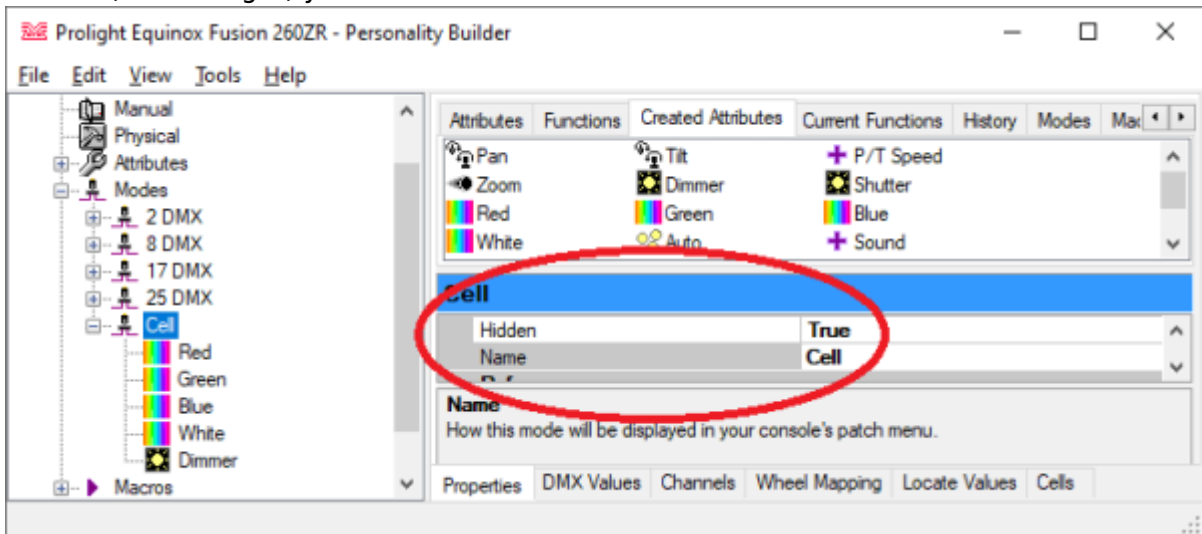 Prolight Equinox Fusion 260ZR - Personality Builder
File Edit View Tools Help
Manual
Physical
Attributes
Modes
2 DMX
8 DMX
17 DMX
25 DMX
Cell
Red
Green
Blue
White
Dimmer
Macros
Attributes Functions Created Attributes Current Functions History Modes
Pan Tilt P/T Speed
Zoom Dimmer Shutter
Red Green Blue
White Auto Sound
Cell
Hidden True
Name Cell
Name
How this mode will be displayed in your console's patch menu.
Properties DMX Values Channels Wheel Mapping Locate Values Cells